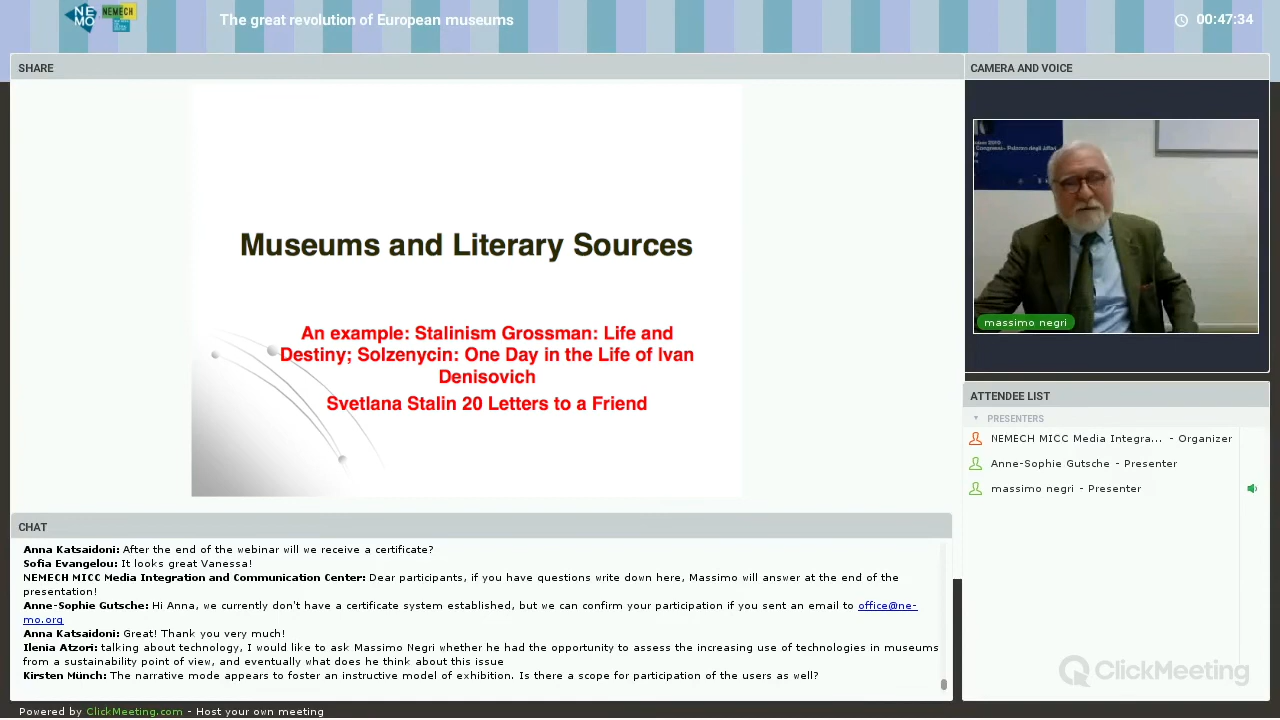 NE
MO
NEMECH
The great revolution of European museums
00:47:34
SHARE
CAMERA AND VOICE
Museums and Literary Sources
An example: Stalinism Grossman: Life and
Destiny; Solzenycin: One Day in the Life of Ivan
Denisovich
Svetlana Stalin 20 Letters to a Friend
massimo negri
ATTENDEE LIST
PRESENTERS
NEMECH MICC Media Integra... - Organizer
Anne-Sophie Gutsche - Presenter
massimo negri - Presenter
CHAT
Anna Katsaidoni: After the end of the webinar will we receive a certificate?
Sofia Evangelou: It looks great Vanessa!
NEMECH MICC Media Integration and Communication Center: Dear participants, if you have questions write down here, Massimo will answer at the end of the
presentation!
Anne-Sophie Gutsche: Hi Anna, we currently don't have a certificate system established, but we can confirm your participation if you sent an email to office@ne-
mo.org
Anna Katsaidoni: Great! Thank you very much!
Ilenia Atzori: talking about technology, I would like to ask Massimo Negri whether he had the opportunity to assess the increasing use of technologies in museums
from a sustainability point of view, and eventually what does he think about this issue
Kirsten Münch: The narrative mode appears to foster an instructive model of exhibition. Is there a scope for participation of the users as well?
ClickMeeting
Powered by ClickMeeting.com - Host your own meeting